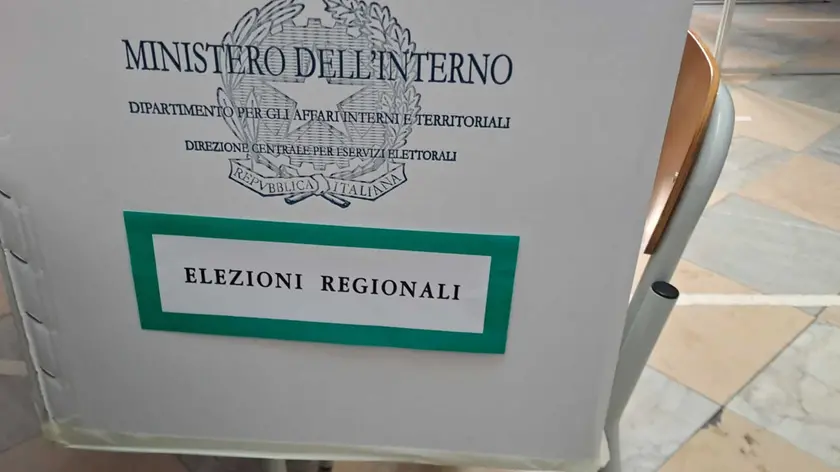 MINISTERO DELL'INTERNO
DIPARTIMENTO PER GLI AFFARI INTERNI E TERRITORIALI
DIREZIONE CENTRALE PER I SERVIZI ELETTORALI
REPVBBLICA ITALIANA
ELEZIONI REGIONALI